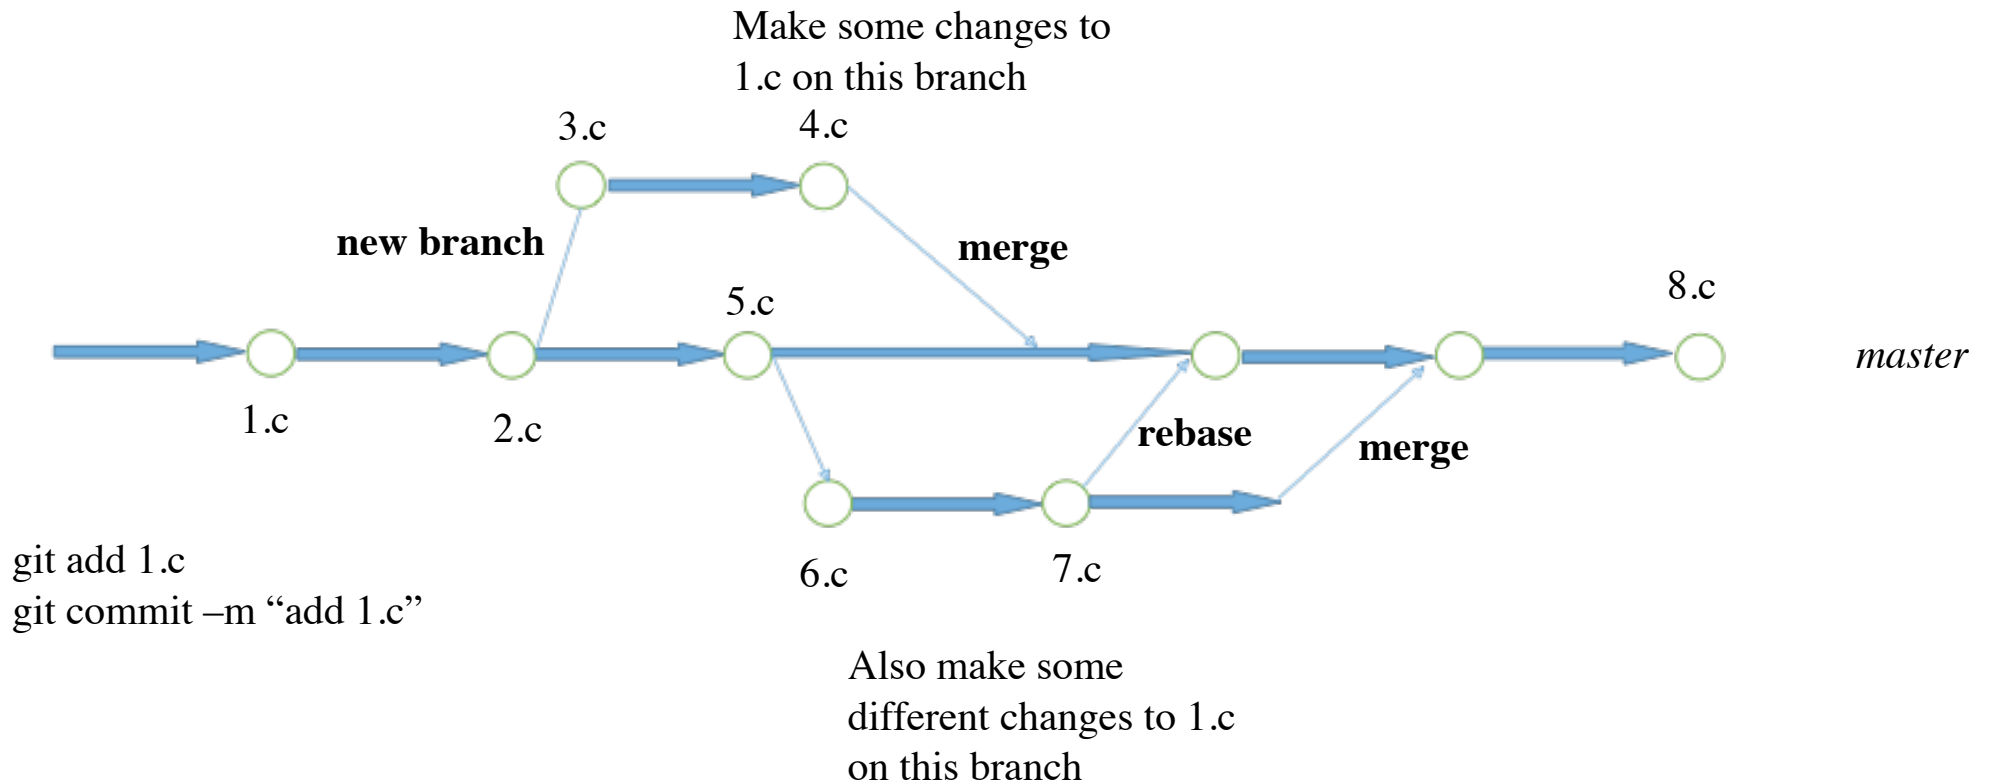 Make some changes to
1.c on this branch
3.c
4.c
new branch
merge
5.c
8.c
master
1.c
2.c
rebase
merge
6.c
7.c
git add 1.c
git commit –m “add 1.c”
Also make some
different changes to 1.c
on this branch